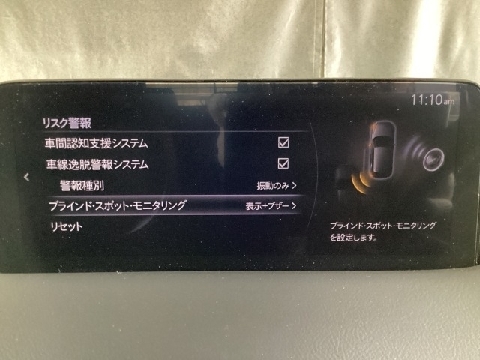 11:10am
リスク警報
車間認知支援システム
車線逸脱警報システム
警報種別 振動のみ
ブラインド・スポット・モニタリング 表示+ブザー
リセット
ブラインド・スポット・モニタリング
を設定します。